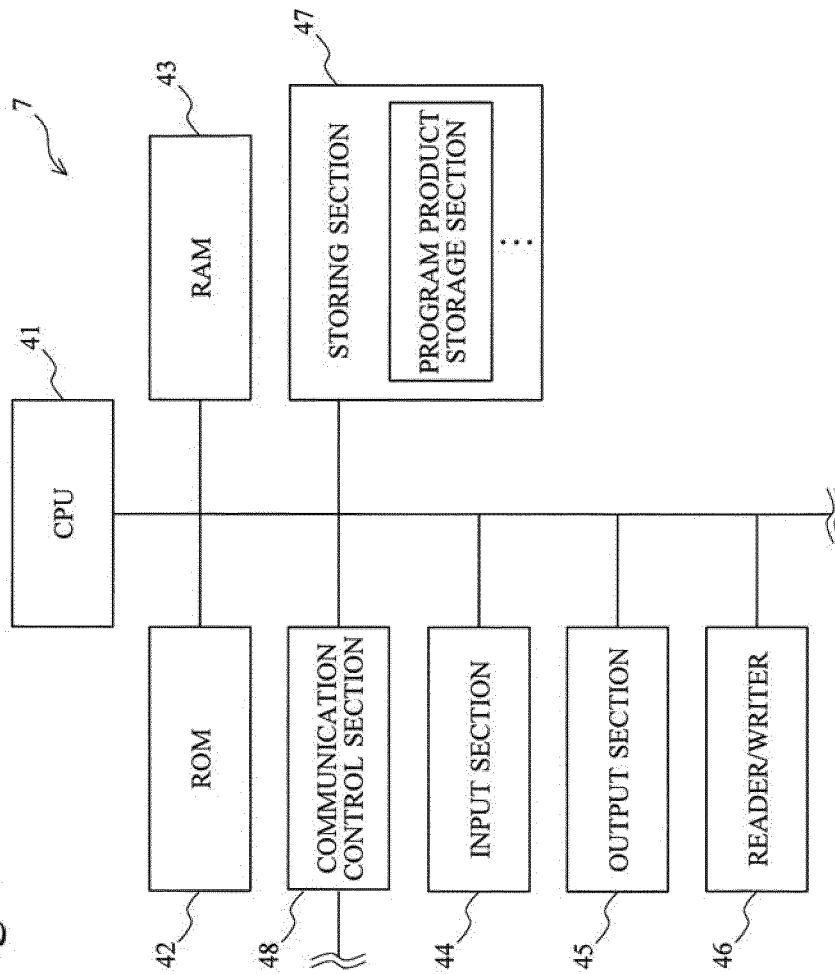 7
41
CPU
42
ROM
43
RAM
48
COMMUNICATION
CONTROL SECTION
47
STORING SECTION
PROGRAM PRODUCT
STORAGE SECTION
44
INPUT SECTION
45
OUTPUT SECTION
46
READER/WRITER